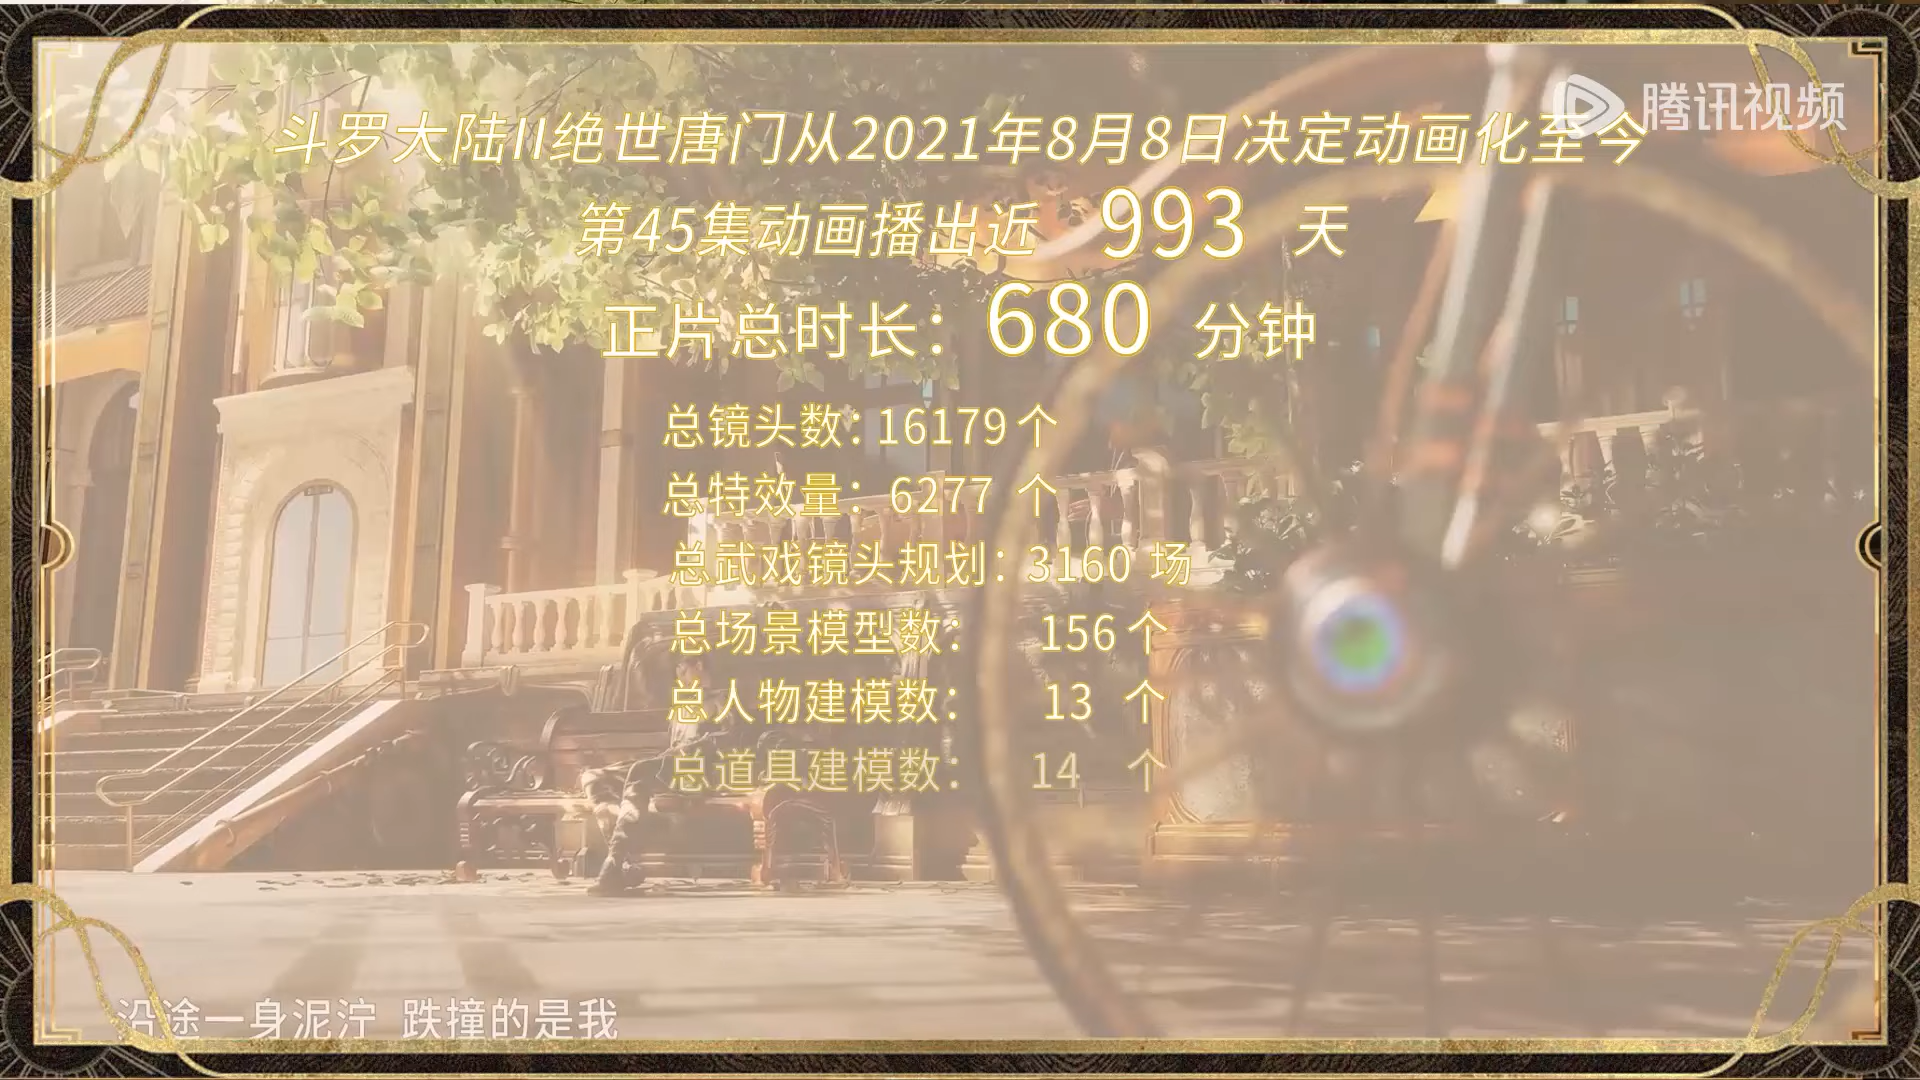 腾讯视频
斗罗大陆II绝世唐门从2021年8月8日决定动画化至今
第45集动画播出近 993 天
正片总时长：680 分钟
总镜头数：16179个
总特效量：6277 个
总武戏镜头规划：3160 场
总场景模型数： 156个
总人物建模数： 13 个
总道具建模数： 14 个
沿途一身泥泞 跌撞的是我